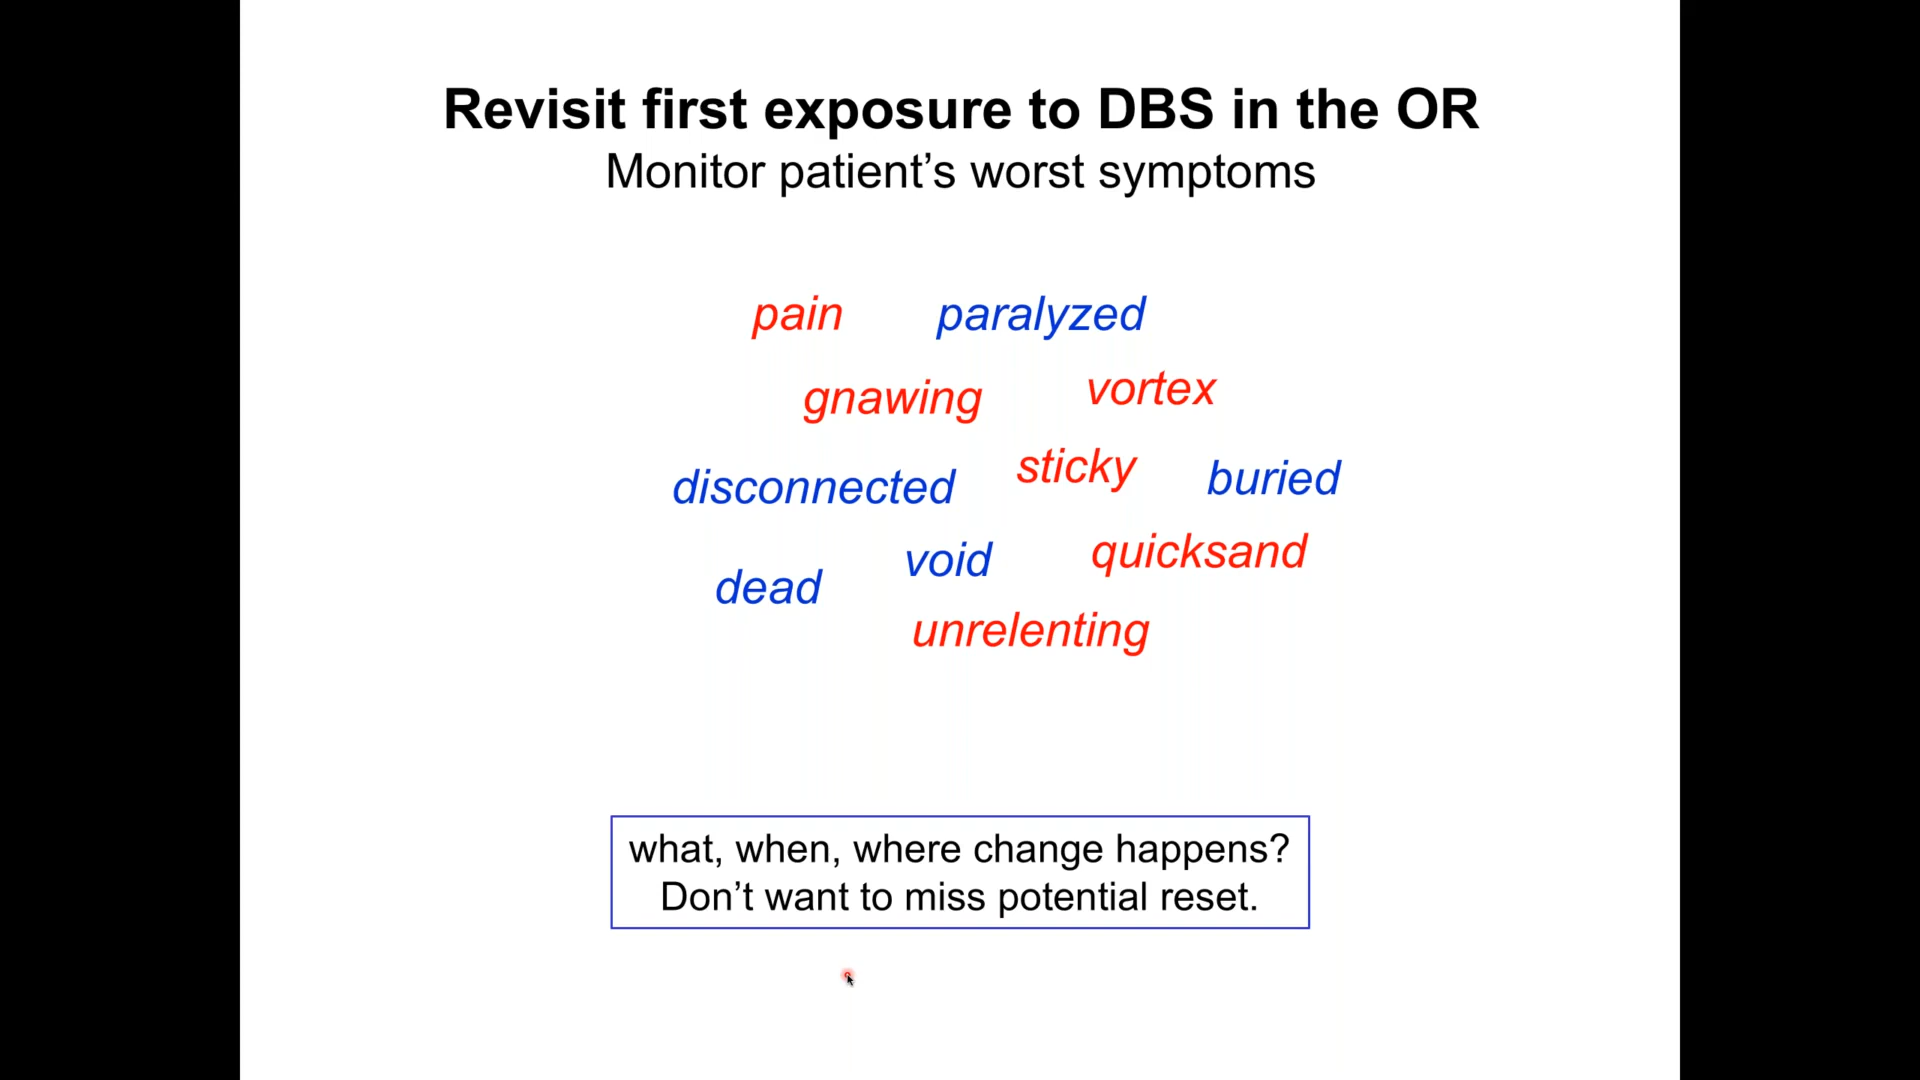 Revisit first exposure to DBS in the OR
Monitor patient’s worst symptoms
pain paralyzed
gnawing vortex
disconnected sticky buried
dead void quicksand
unrelenting
what, when, where change happens?
Don’t want to miss potential reset.